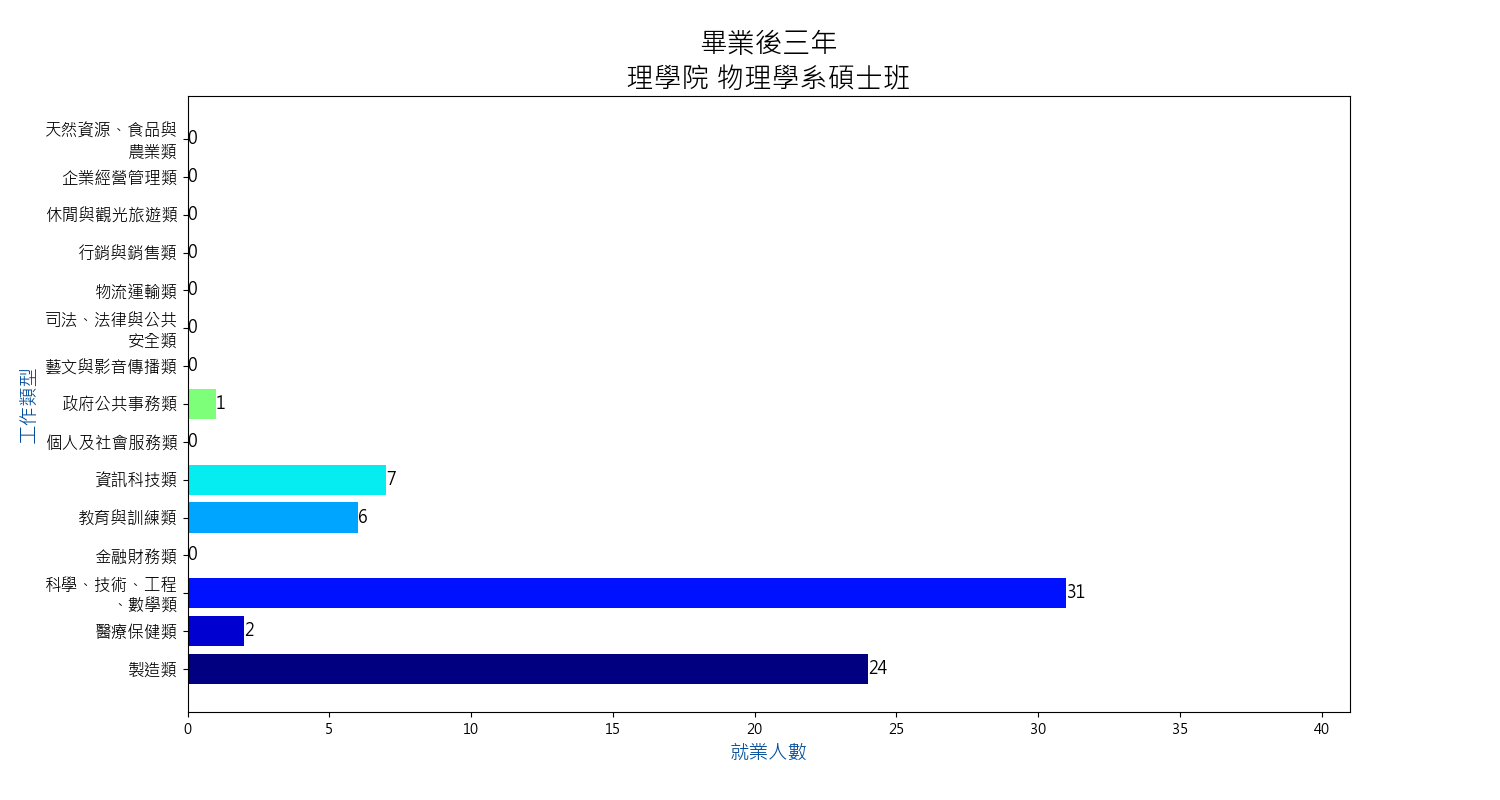 畢業後三年
理學院 物理學系碩士班
天然資源、食品與
農業類
0
企業經營管理類
0
休閒與觀光旅遊類
0
行銷與銷售類
0
物流運輸類
0
司法、法律與公共
安全類
0
藝文與影音傳播類
0
政府公共事務類
1
個人及社會服務類
0
資訊科技類
7
教育與訓練類
6
金融財務類
0
科學、技術、工程
、數學類
31
醫療保健類
2
製造類
24
工作類型
0 5 10 15 20 25 30 35 40
就業人數